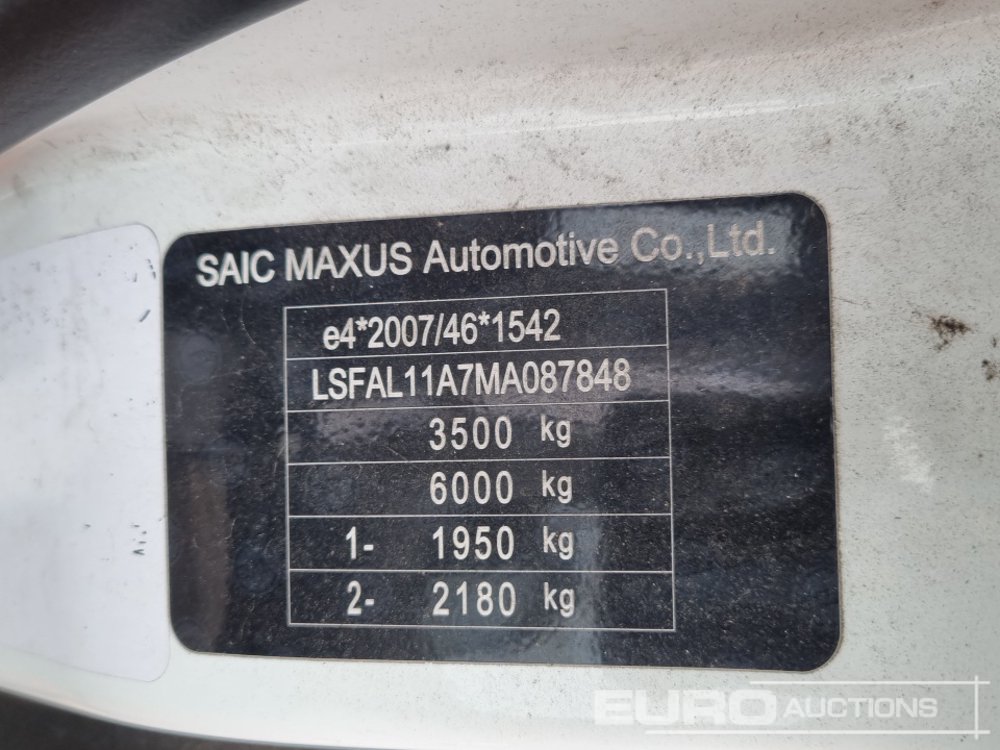 SAIC MAXUS Automotive Co.,Ltd.
e4*2007/46*1542
LSFAL11A7MA087848
3500 kg
6000 kg
1- 1950 kg
2- 2180 kg
EURO AUCTIONS